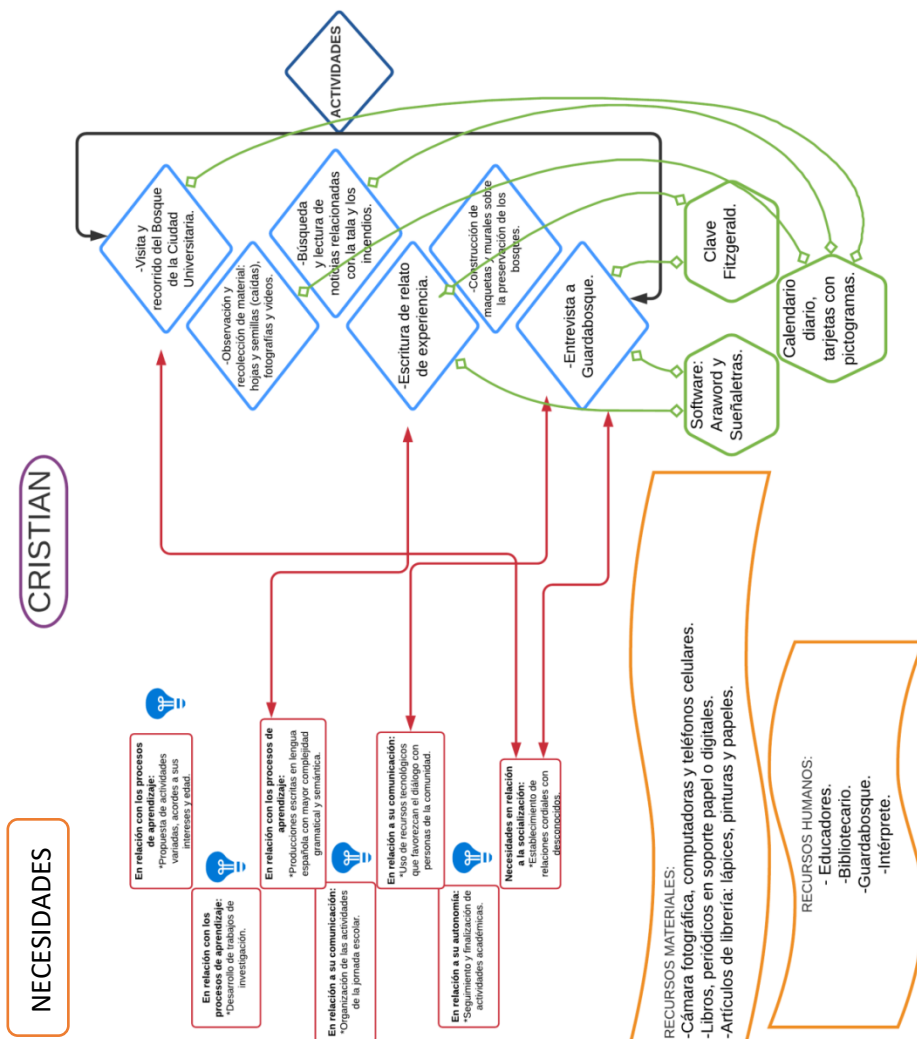 NECESIDADES
CRISTIAN
ACTIVIDADES
En relación con los procesos
de aprendizaje:
*Propuesta de actividades
variadas, acordes a sus
intereses y edad.
En relación con los
procesos de aprendizaje:
*Desarrollo de trabajos de
investigación.
En relación con los procesos de
aprendizaje:
*Producciones escritas en lengua
española con mayor complejidad
gramatical y semántica.
En relación a su comunicación:
*Organización de las actividades
de la jornada escolar.
En relación a su comunicación:
*Uso de recursos tecnológicos
que favorezcan el diálogo con
personas de la comunidad.
En relación a su autonomía:
*Seguimiento y finalización de
actividades académicas.
Necesidades en relación
a la socialización:
*Establecimiento de
relaciones cordiales con
desconocidos.
-Visita y
recorrido del Bosque
de la Ciudad
Universitaria.
-Observación y
recolección de material:
hojas y semillas (caídas),
fotografías y videos.
-Búsqueda
y lectura de
noticias relacionadas
con la tala y los
incendios.
-Escritura de relato
de experiencia.
-Construcción de
maquetas y murales sobre
la preservación de los
bosques.
-Entrevista a
Guardabosque.
Software:
Araword y
Sueñaletras.
Clave
Fitzgerald.
Calendario
diario,
tarjetas con
pictogramas.
RECURSOS MATERIALES:
-Cámara fotográfica, computadoras y teléfonos celulares.
-Libros, periódicos en soporte papel o digitales.
-Artículos de librería: lápices, pinturas y papeles.
RECURSOS HUMANOS:
- Educadores.
-Bibliotecario.
-Guardabosque.
-Intérprete.